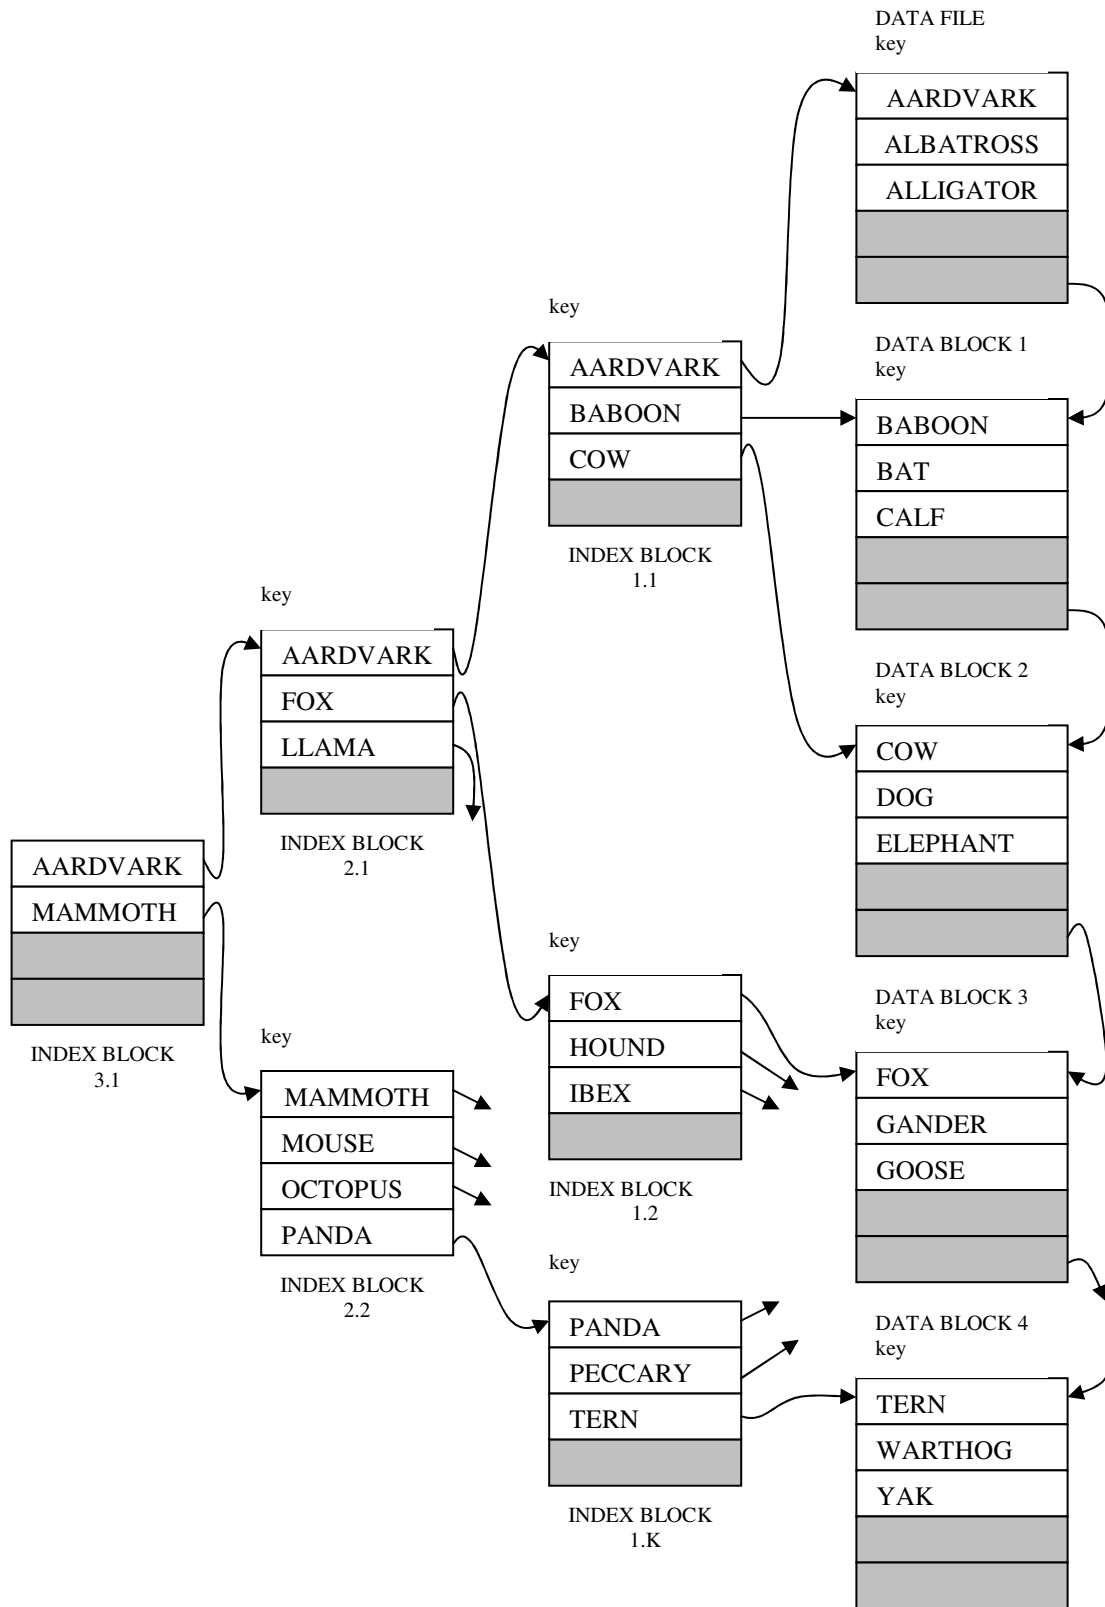 DATA FILE
key
AARDVARK
ALBATROSS
ALLIGATOR
DATA BLOCK 1
key
BABOON
BAT
CALF
DATA BLOCK 2
key
COW
DOG
ELEPHANT
DATA BLOCK 3
key
FOX
GANDER
GOOSE
DATA BLOCK 4
key
TERN
WARTHOG
YAK
key
AARDVARK
BABOON
COW
INDEX BLOCK
1.1
key
FOX
HOUND
IBEX
INDEX BLOCK
1.2
key
PANDA
PECCARY
TERN
INDEX BLOCK
1.K
key
AARDVARK
FOX
LLAMA
INDEX BLOCK
2.1
key
MAMMOTH
MOUSE
OCTOPUS
PANDA
INDEX BLOCK
2.2
AARDVARK
MAMMOTH
INDEX BLOCK
3.1